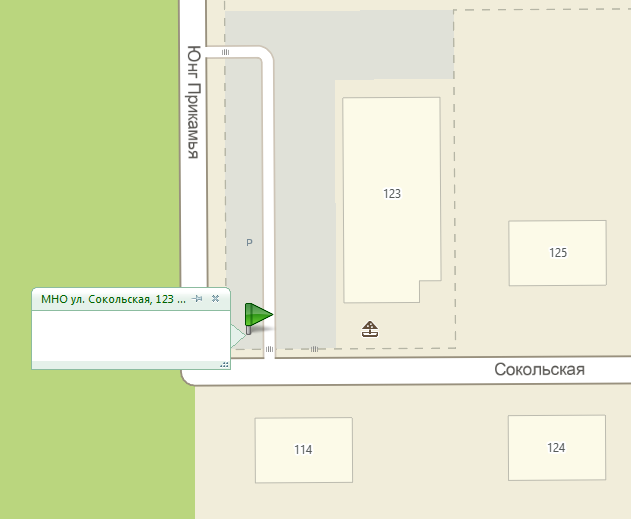 Юнг Прикамья
123
125
P
МНО ул. Сокольская, 123 ...
Сокольская
114
124